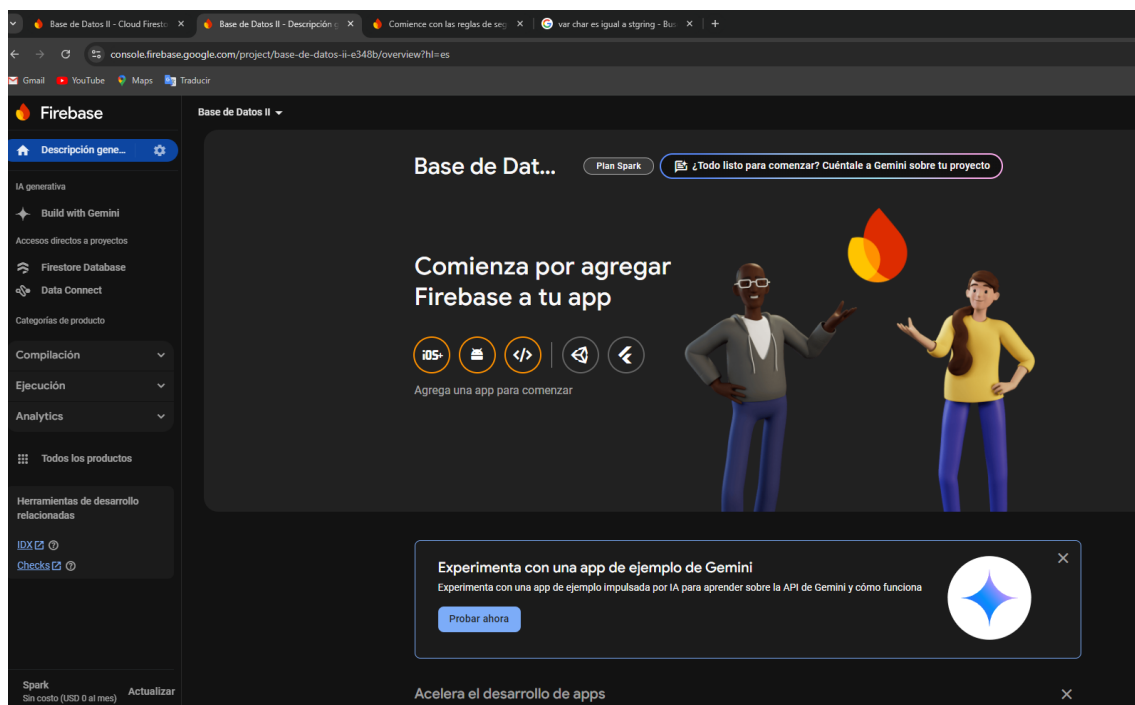 Base de Datos II - Cloud Firesto
Base de Datos II - Descripción g
Comience con las reglas de seg
var char es igual a stgring - Bus
console.firebase.google.com/project/base-de-datos-ii-e348b/overview?hl=es
Gmail YouTube Maps Traducir
Firebase
Base de Datos II
Descripción gene...
Base de Dat...
Plan Spark
¿Todo listo para comenzar? Cuéntale a Gemini sobre tu proyecto
IA generativa
Build with Gemini
Accesos directos a proyectos
Firestore Database
Data Connect
Categorías de producto
Compilación
Ejecución
Analytics
Todos los productos
Herramientas de desarrollo
relacionadas
IDX
Checks
Spark
Sin costo (USD 0 al mes)
Actualizar
Comienza por agregar
Firebase a tu app
iOS+
Agrega una app para comenzar
Experimenta con una app de ejemplo de Gemini
Experimenta con una app de ejemplo impulsada por IA para aprender sobre la API de Gemini y cómo funciona
Probar ahora
Acelera el desarrollo de apps